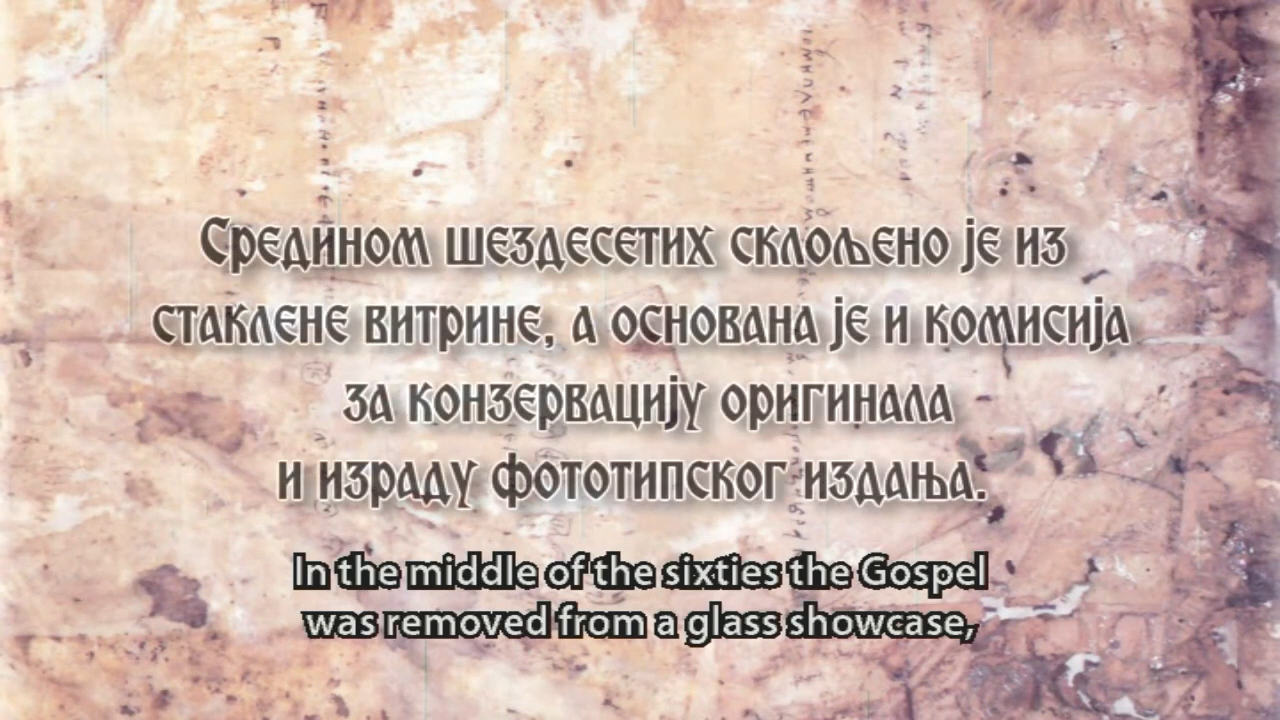 Средином шездесетих склољено је из
стаклене витрине, а основана је и комисија
за конзервацију оригинала
и израду фототипског издања.
In the middle of the sixties the Gospel
was removed from a glass showcase,